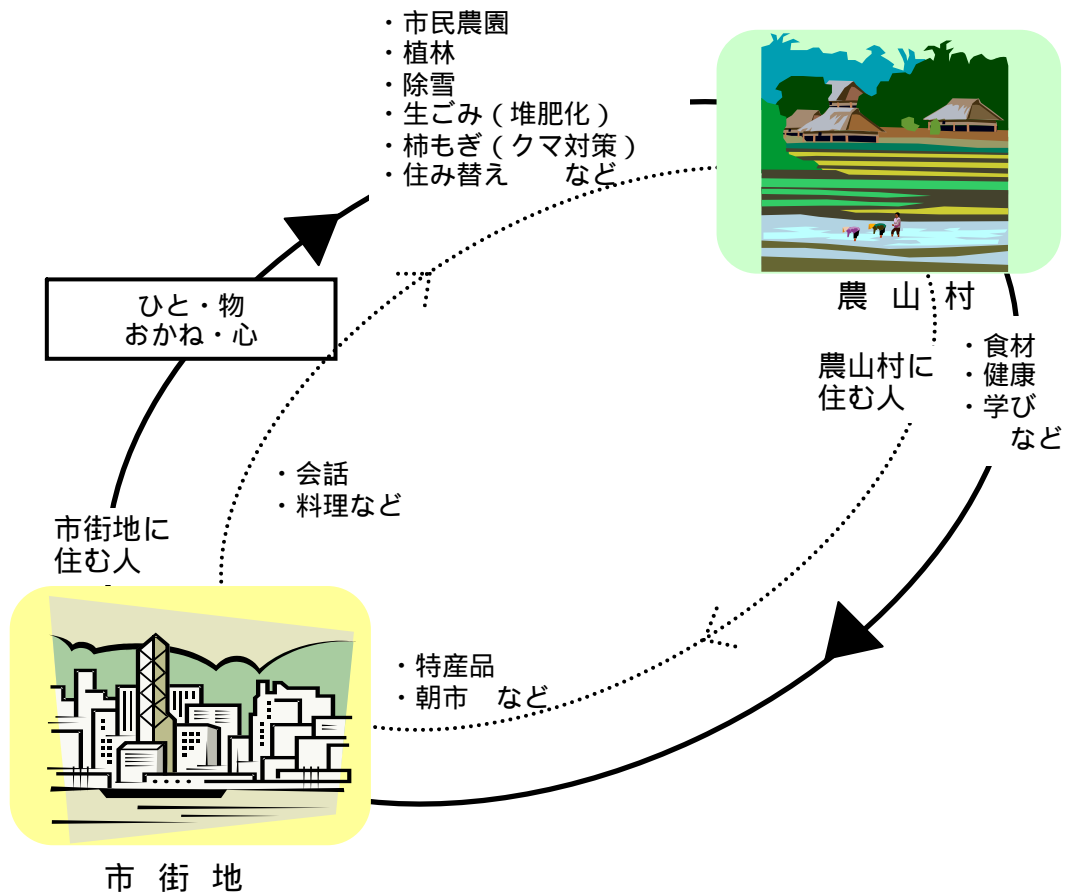 ・市民農園
・植林
・除雪
・生ごみ(堆肥化)
・柿もぎ(クマ対策)
・住み替え　　など
ひと・物
おかね・心
農 山 村
農山村に
住む人
・食材
・健康
・学び
など
・会話
・料理など
市街地に
住む人
・特産品
・朝市　など
市 街 地